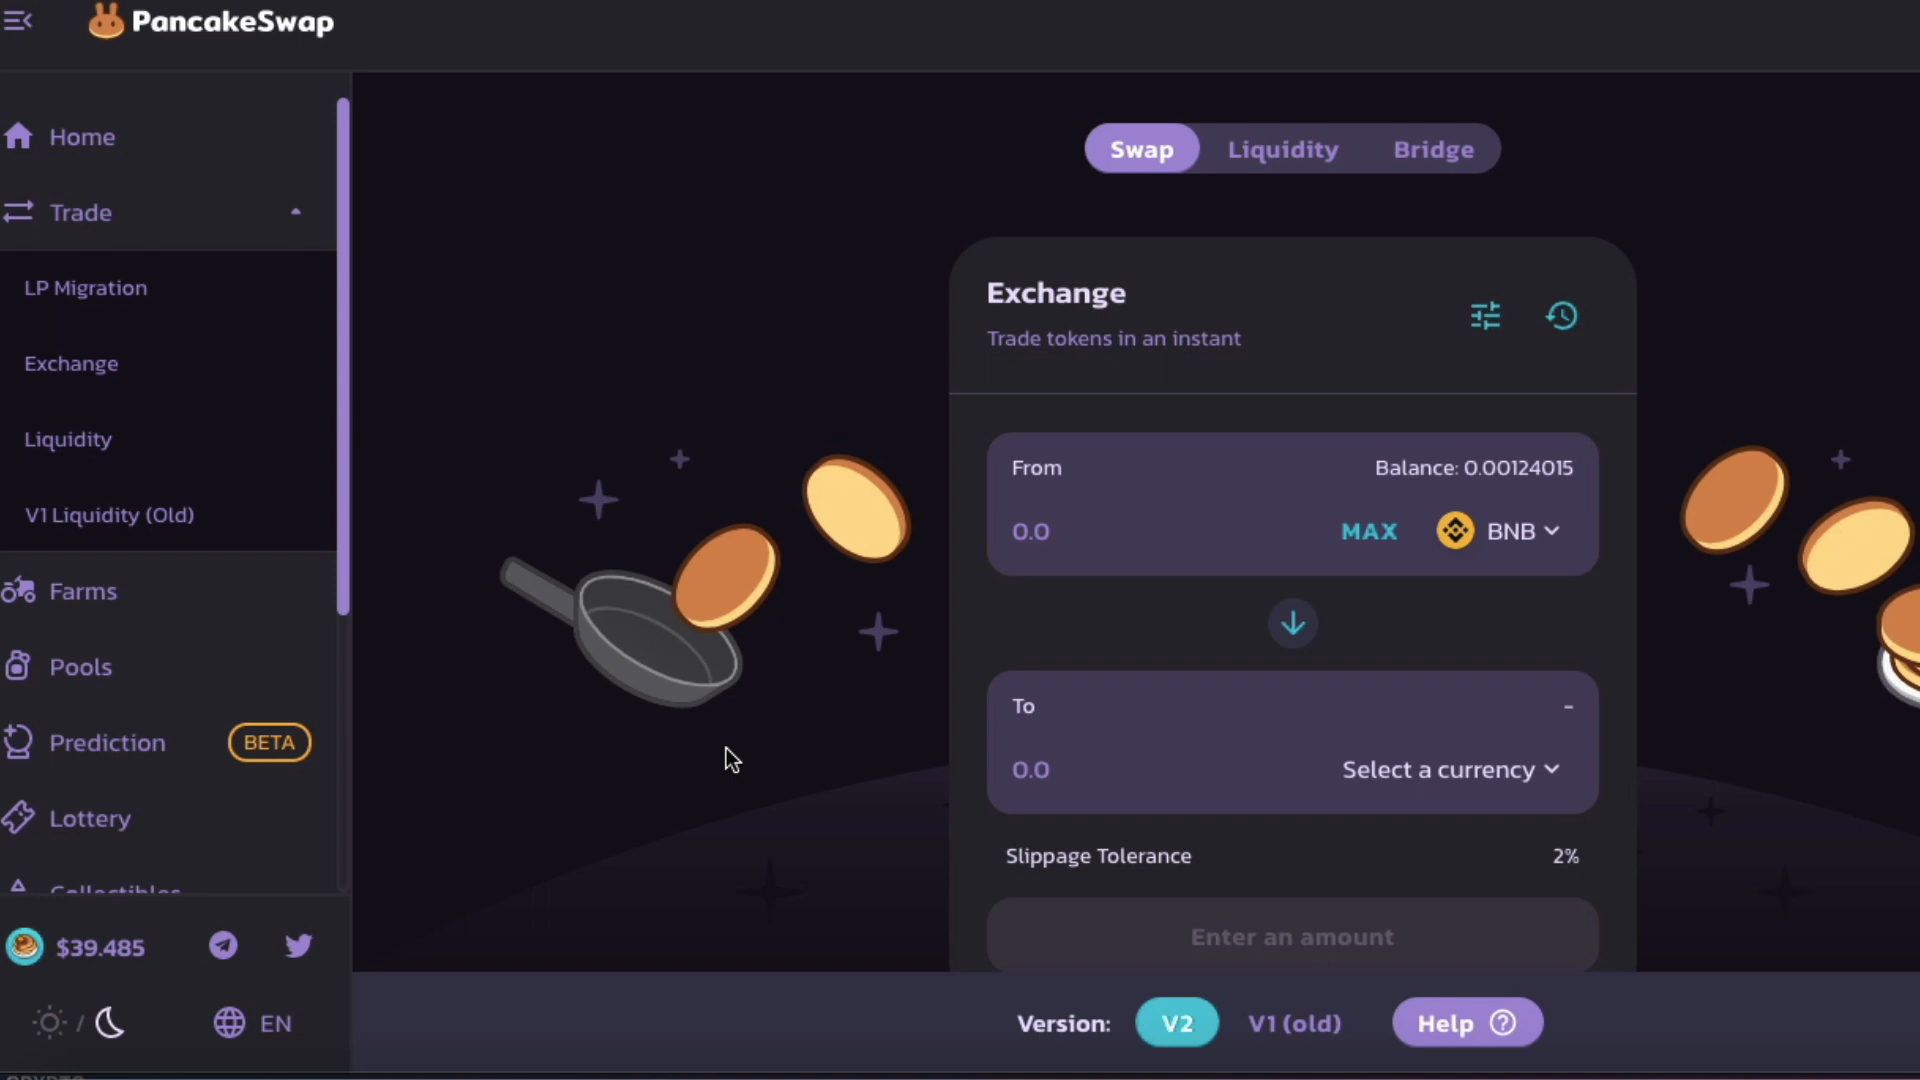 PancakeSwap
Home
Trade
LP Migration
Exchange
Liquidity
V1 Liquidity (Old)
Farms
Pools
Prediction BETA
Lottery
Collectibles
$39.485
/
EN
Swap Liquidity Bridge
Exchange
Trade tokens in an instant
From Balance: 0.00124015
0.0 MAX BNB
To -
0.0 Select a currency
Slippage Tolerance 2%
Enter an amount
Version: V2 V1 (old) Help ?